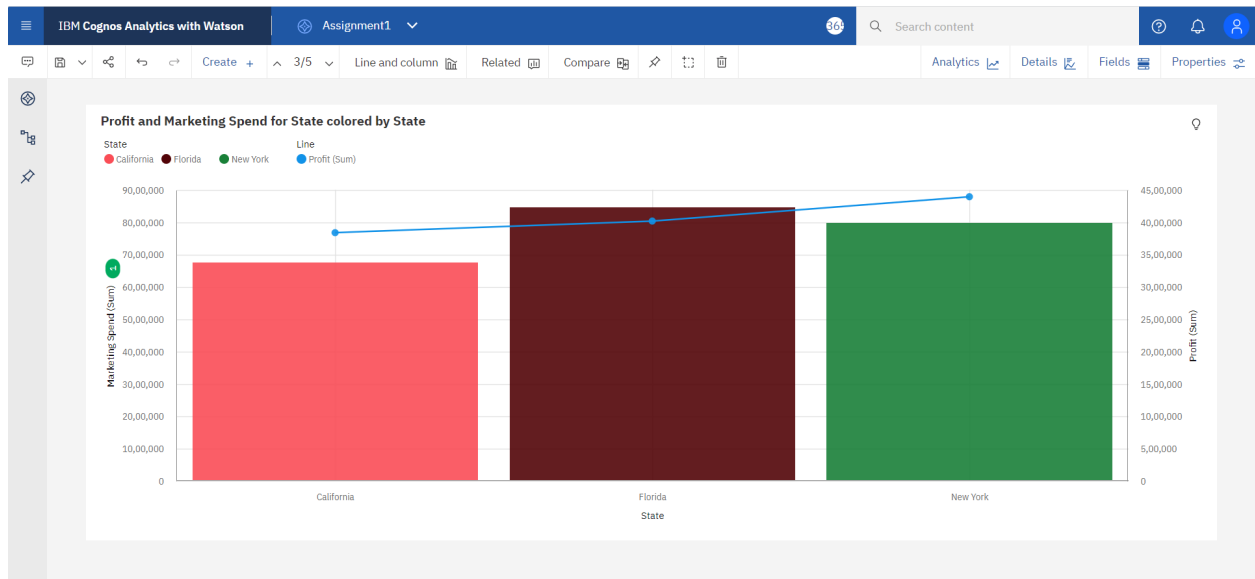 IBM Cognos Analytics with Watson
Assignment1
Search content
Create +
3/5
Line and column
Related
Compare
Analytics
Details
Fields
Properties
Profit and Marketing Spend for State colored by State
State
California
Florida
New York
Line
Profit (Sum)
90,00,000
80,00,000
70,00,000
60,00,000
50,00,000
40,00,000
30,00,000
20,00,000
10,00,000
0
Marketing Spend (Sum)
45,00,000
40,00,000
35,00,000
30,00,000
25,00,000
20,00,000
15,00,000
10,00,000
5,00,000
0
Profit (Sum)
California
Florida
New York
State